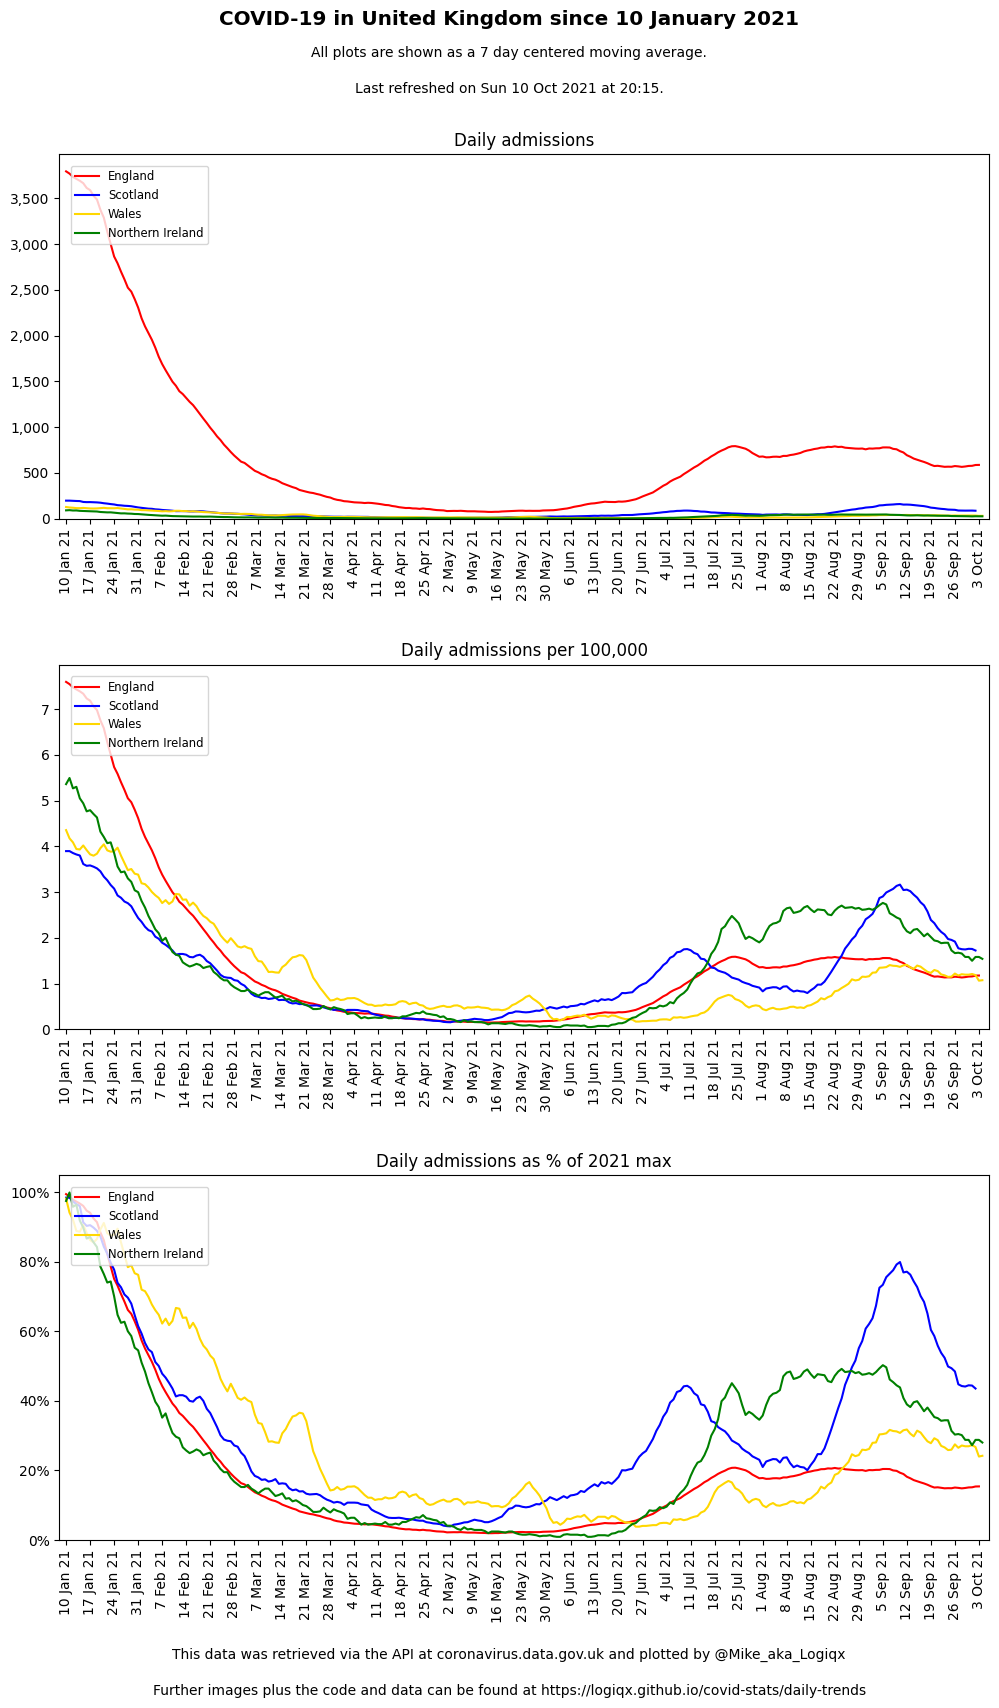 COVID-19 in United Kingdom since 10 January 2021
All plots are shown as a 7 day centered moving average.
Last refreshed on Sun 10 Oct 2021 at 20:15.
Daily admissions
England
Scotland
Wales
Northern Ireland
3,500
3,000
2,500
2,000
1,500
1,000
500
0
10 Jan 21
17 Jan 21
24 Jan 21
31 Jan 21
7 Feb 21
14 Feb 21
21 Feb 21
28 Feb 21
7 Mar 21
14 Mar 21
21 Mar 21
28 Mar 21
4 Apr 21
11 Apr 21
18 Apr 21
25 Apr 21
2 May 21
9 May 21
16 May 21
23 May 21
30 May 21
6 Jun 21
13 Jun 21
20 Jun 21
27 Jun 21
4 Jul 21
11 Jul 21
18 Jul 21
25 Jul 21
1 Aug 21
8 Aug 21
15 Aug 21
22 Aug 21
29 Aug 21
5 Sep 21
12 Sep 21
19 Sep 21
26 Sep 21
3 Oct 21
Daily admissions per 100,000
England
Scotland
Wales
Northern Ireland
7
6
5
4
3
2
1
0
10 Jan 21
17 Jan 21
24 Jan 21
31 Jan 21
7 Feb 21
14 Feb 21
21 Feb 21
28 Feb 21
7 Mar 21
14 Mar 21
21 Mar 21
28 Mar 21
4 Apr 21
11 Apr 21
18 Apr 21
25 Apr 21
2 May 21
9 May 21
16 May 21
23 May 21
30 May 21
6 Jun 21
13 Jun 21
20 Jun 21
27 Jun 21
4 Jul 21
11 Jul 21
18 Jul 21
25 Jul 21
1 Aug 21
8 Aug 21
15 Aug 21
22 Aug 21
29 Aug 21
5 Sep 21
12 Sep 21
19 Sep 21
26 Sep 21
3 Oct 21
Daily admissions as % of 2021 max
England
Scotland
Wales
Northern Ireland
100%
80%
60%
40%
20%
0%
10 Jan 21
17 Jan 21
24 Jan 21
31 Jan 21
7 Feb 21
14 Feb 21
21 Feb 21
28 Feb 21
7 Mar 21
14 Mar 21
21 Mar 21
28 Mar 21
4 Apr 21
11 Apr 21
18 Apr 21
25 Apr 21
2 May 21
9 May 21
16 May 21
23 May 21
30 May 21
6 Jun 21
13 Jun 21
20 Jun 21
27 Jun 21
4 Jul 21
11 Jul 21
18 Jul 21
25 Jul 21
1 Aug 21
8 Aug 21
15 Aug 21
22 Aug 21
29 Aug 21
5 Sep 21
12 Sep 21
19 Sep 21
26 Sep 21
3 Oct 21
This data was retrieved via the API at coronavirus.data.gov.uk and plotted by @Mike_aka_Logiqx
Further images plus the code and data can be found at https://logiqx.github.io/covid-stats/daily-trends